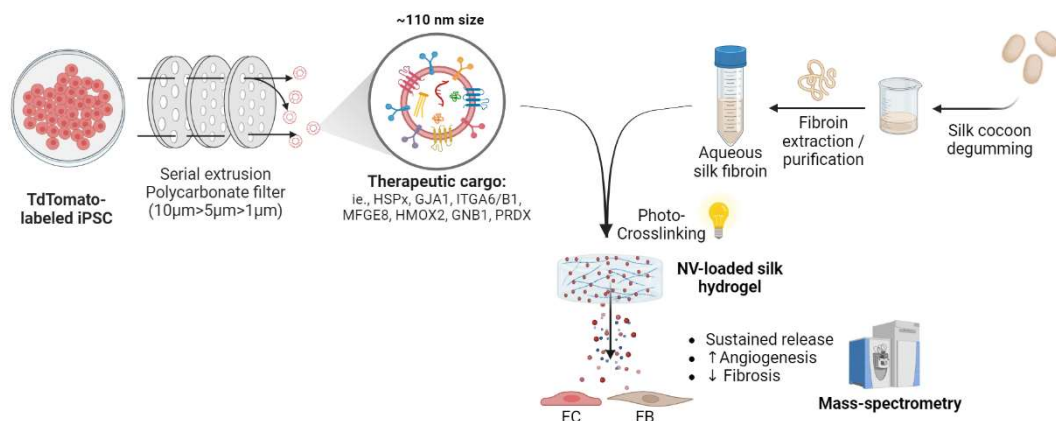 ~110 nm size
TdTomato-
labeled iPSC
Serial extrusion
Polycarbonate filter
(10µm>5µm>1µm)
Therapeutic cargo:
ie., HSPx, GJA1, ITGA6/B1,
MFGE8, HMOX2, GNB1, PRDX
Aqueous
silk fibroin
Fibroin
extraction /
purification
Silk cocoon
degumming
Photo-
Crosslinking
NV-loaded silk
hydrogel
• Sustained release
• ↑Angiogenesis
• ↓ Fibrosis
EC
FB
Mass-spectrometry